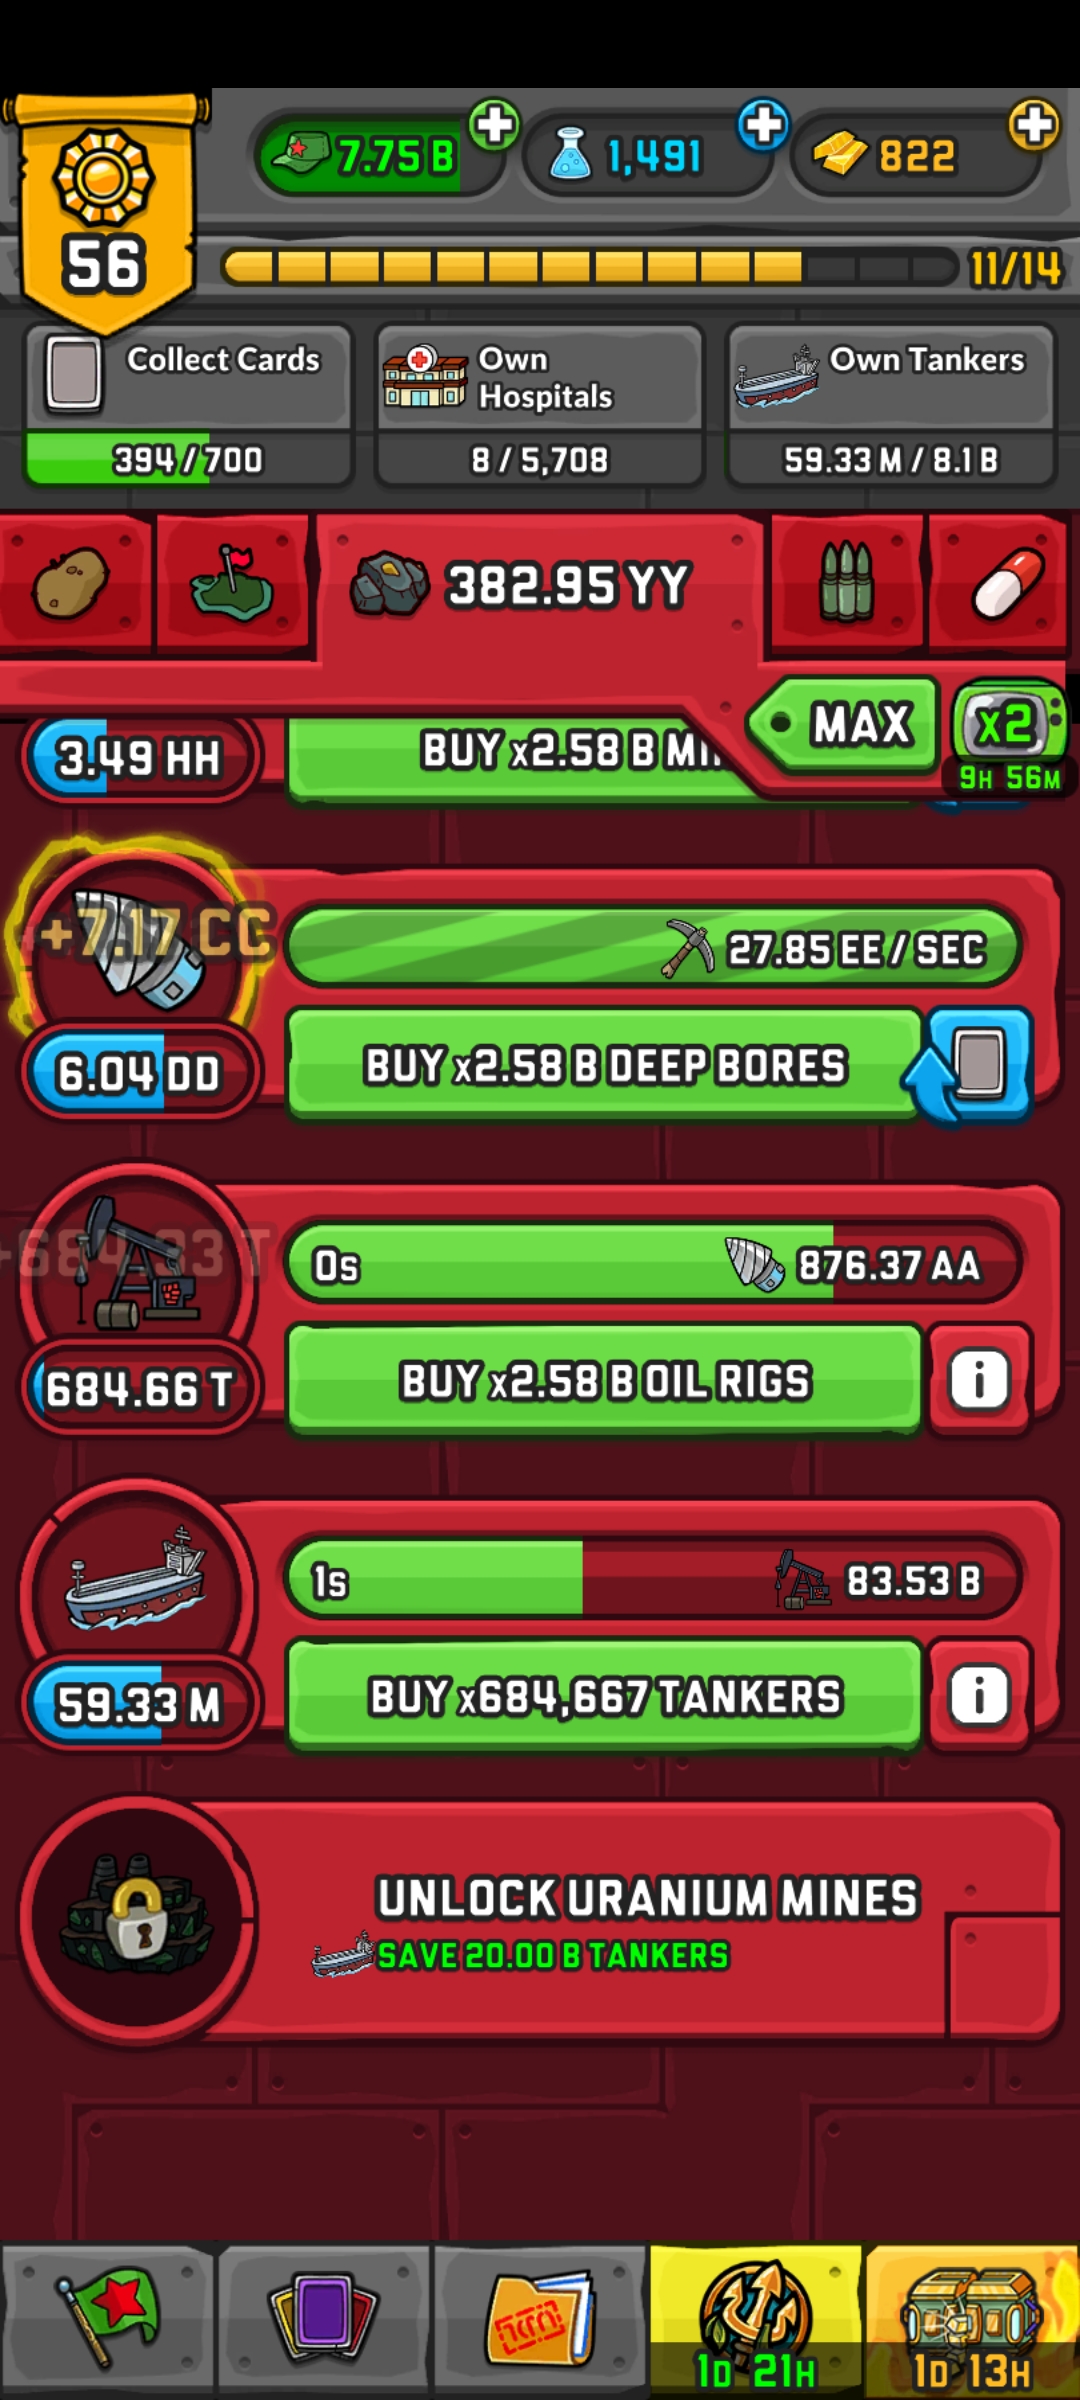 7.75 B
1,491
822
56
11/14
Collect Cards
394 / 700
Own
Hospitals
8 / 5,708
Own Tankers
59.33 M / 8.1 B
382.95 YY
MAX
x2
9H 56M
3.49 HH
BUY x2.58 B
+7.17 CC
27.85 EE / SEC
6.04 DD
BUY x2.58 B DEEP BORES
+684.33 T
0s
876.37 AA
684.66 T
BUY x2.58 B OIL RIGS
i
1s
83.53 B
59.33 M
BUY x684,667 TANKERS
i
UNLOCK URANIUM MINES
SAVE 20.00 B TANKERS
1D 21H
1D 13H